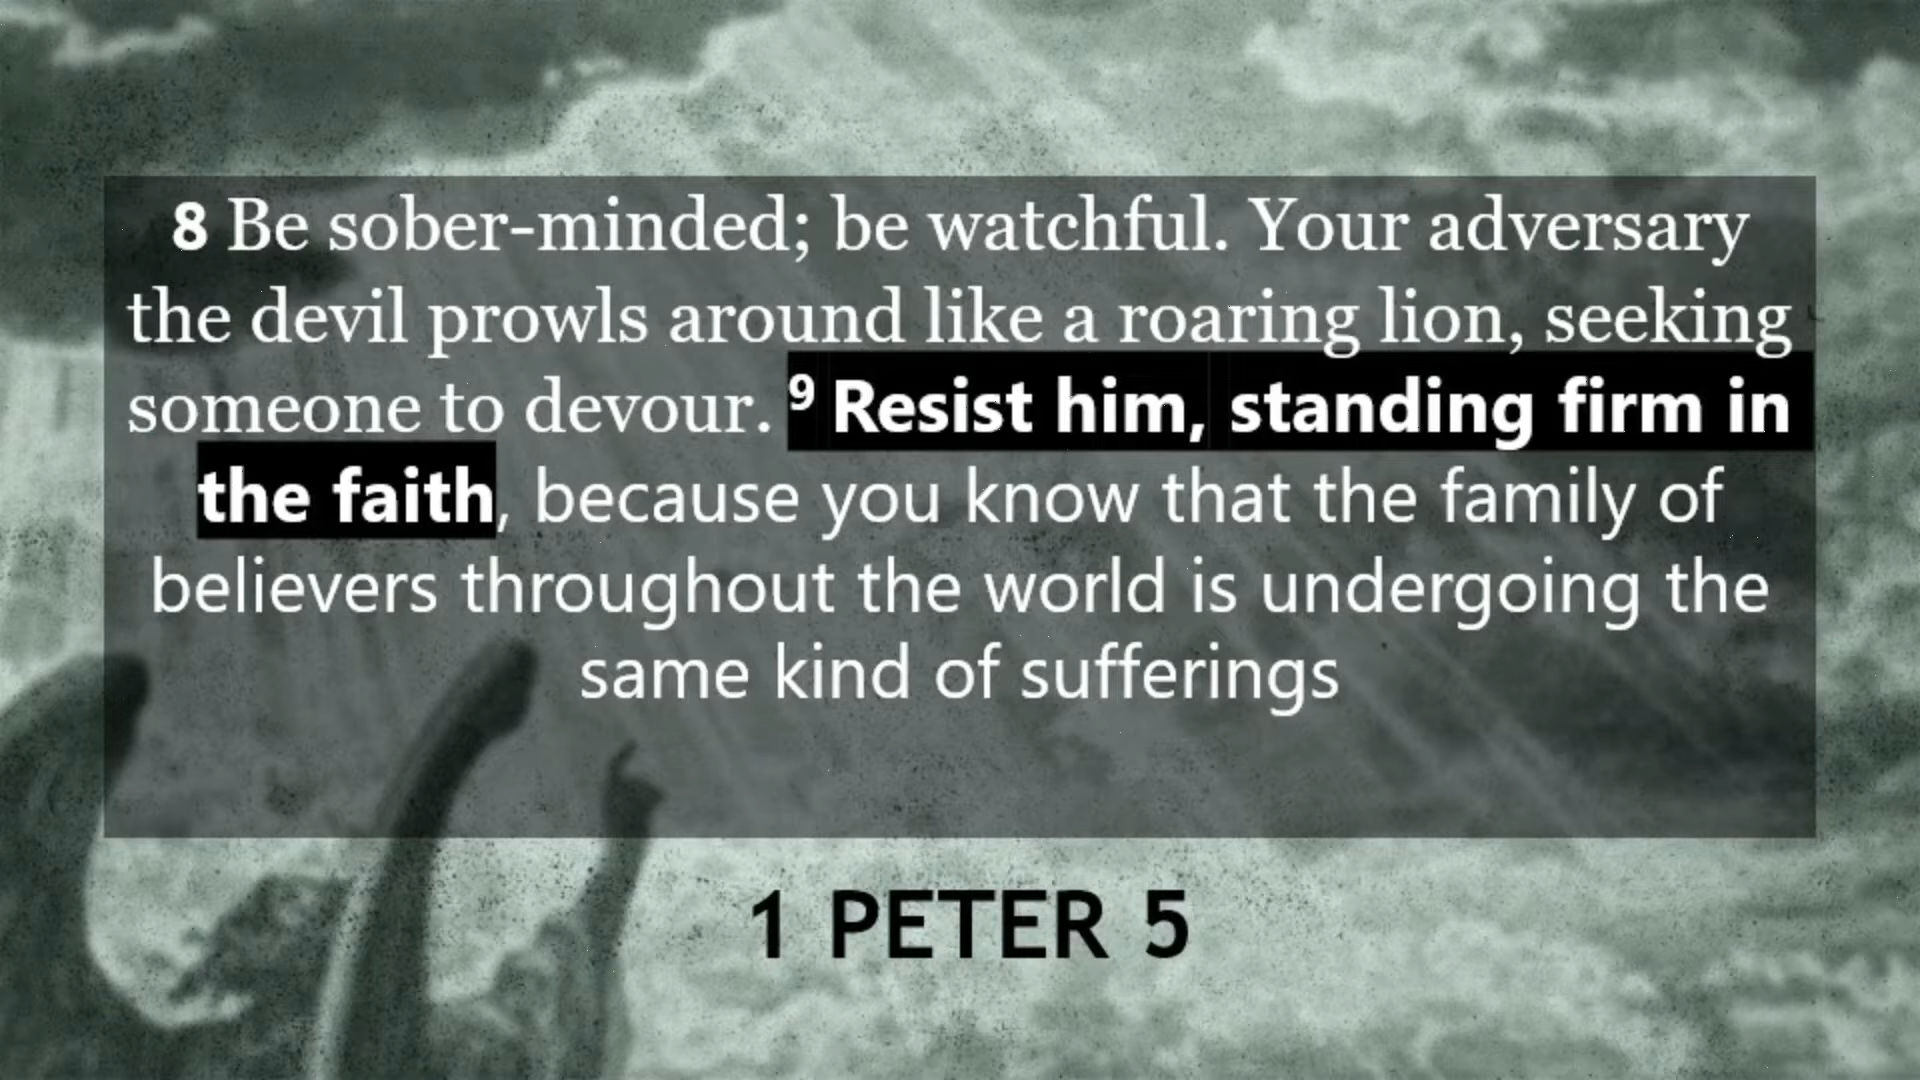 8 Be sober-minded; be watchful. Your adversary
the devil prowls around like a roaring lion, seeking
someone to devour. ⁹ Resist him, standing firm in
the faith, because you know that the family of
believers throughout the world is undergoing the
same kind of sufferings
1 PETER 5